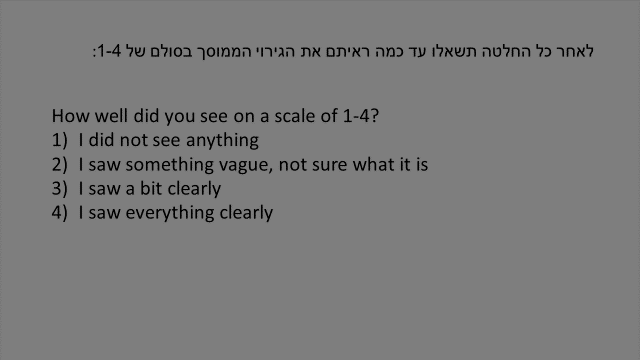 לאחר כל החלטה תשאלו עד כמה ראיתם את הגירוי הממוסך בסולם של 1-4:
How well did you see on a scale of 1-4?
1) I did not see anything
2) I saw something vague, not sure what it is
3) I saw a bit clearly
4) I saw everything clearly